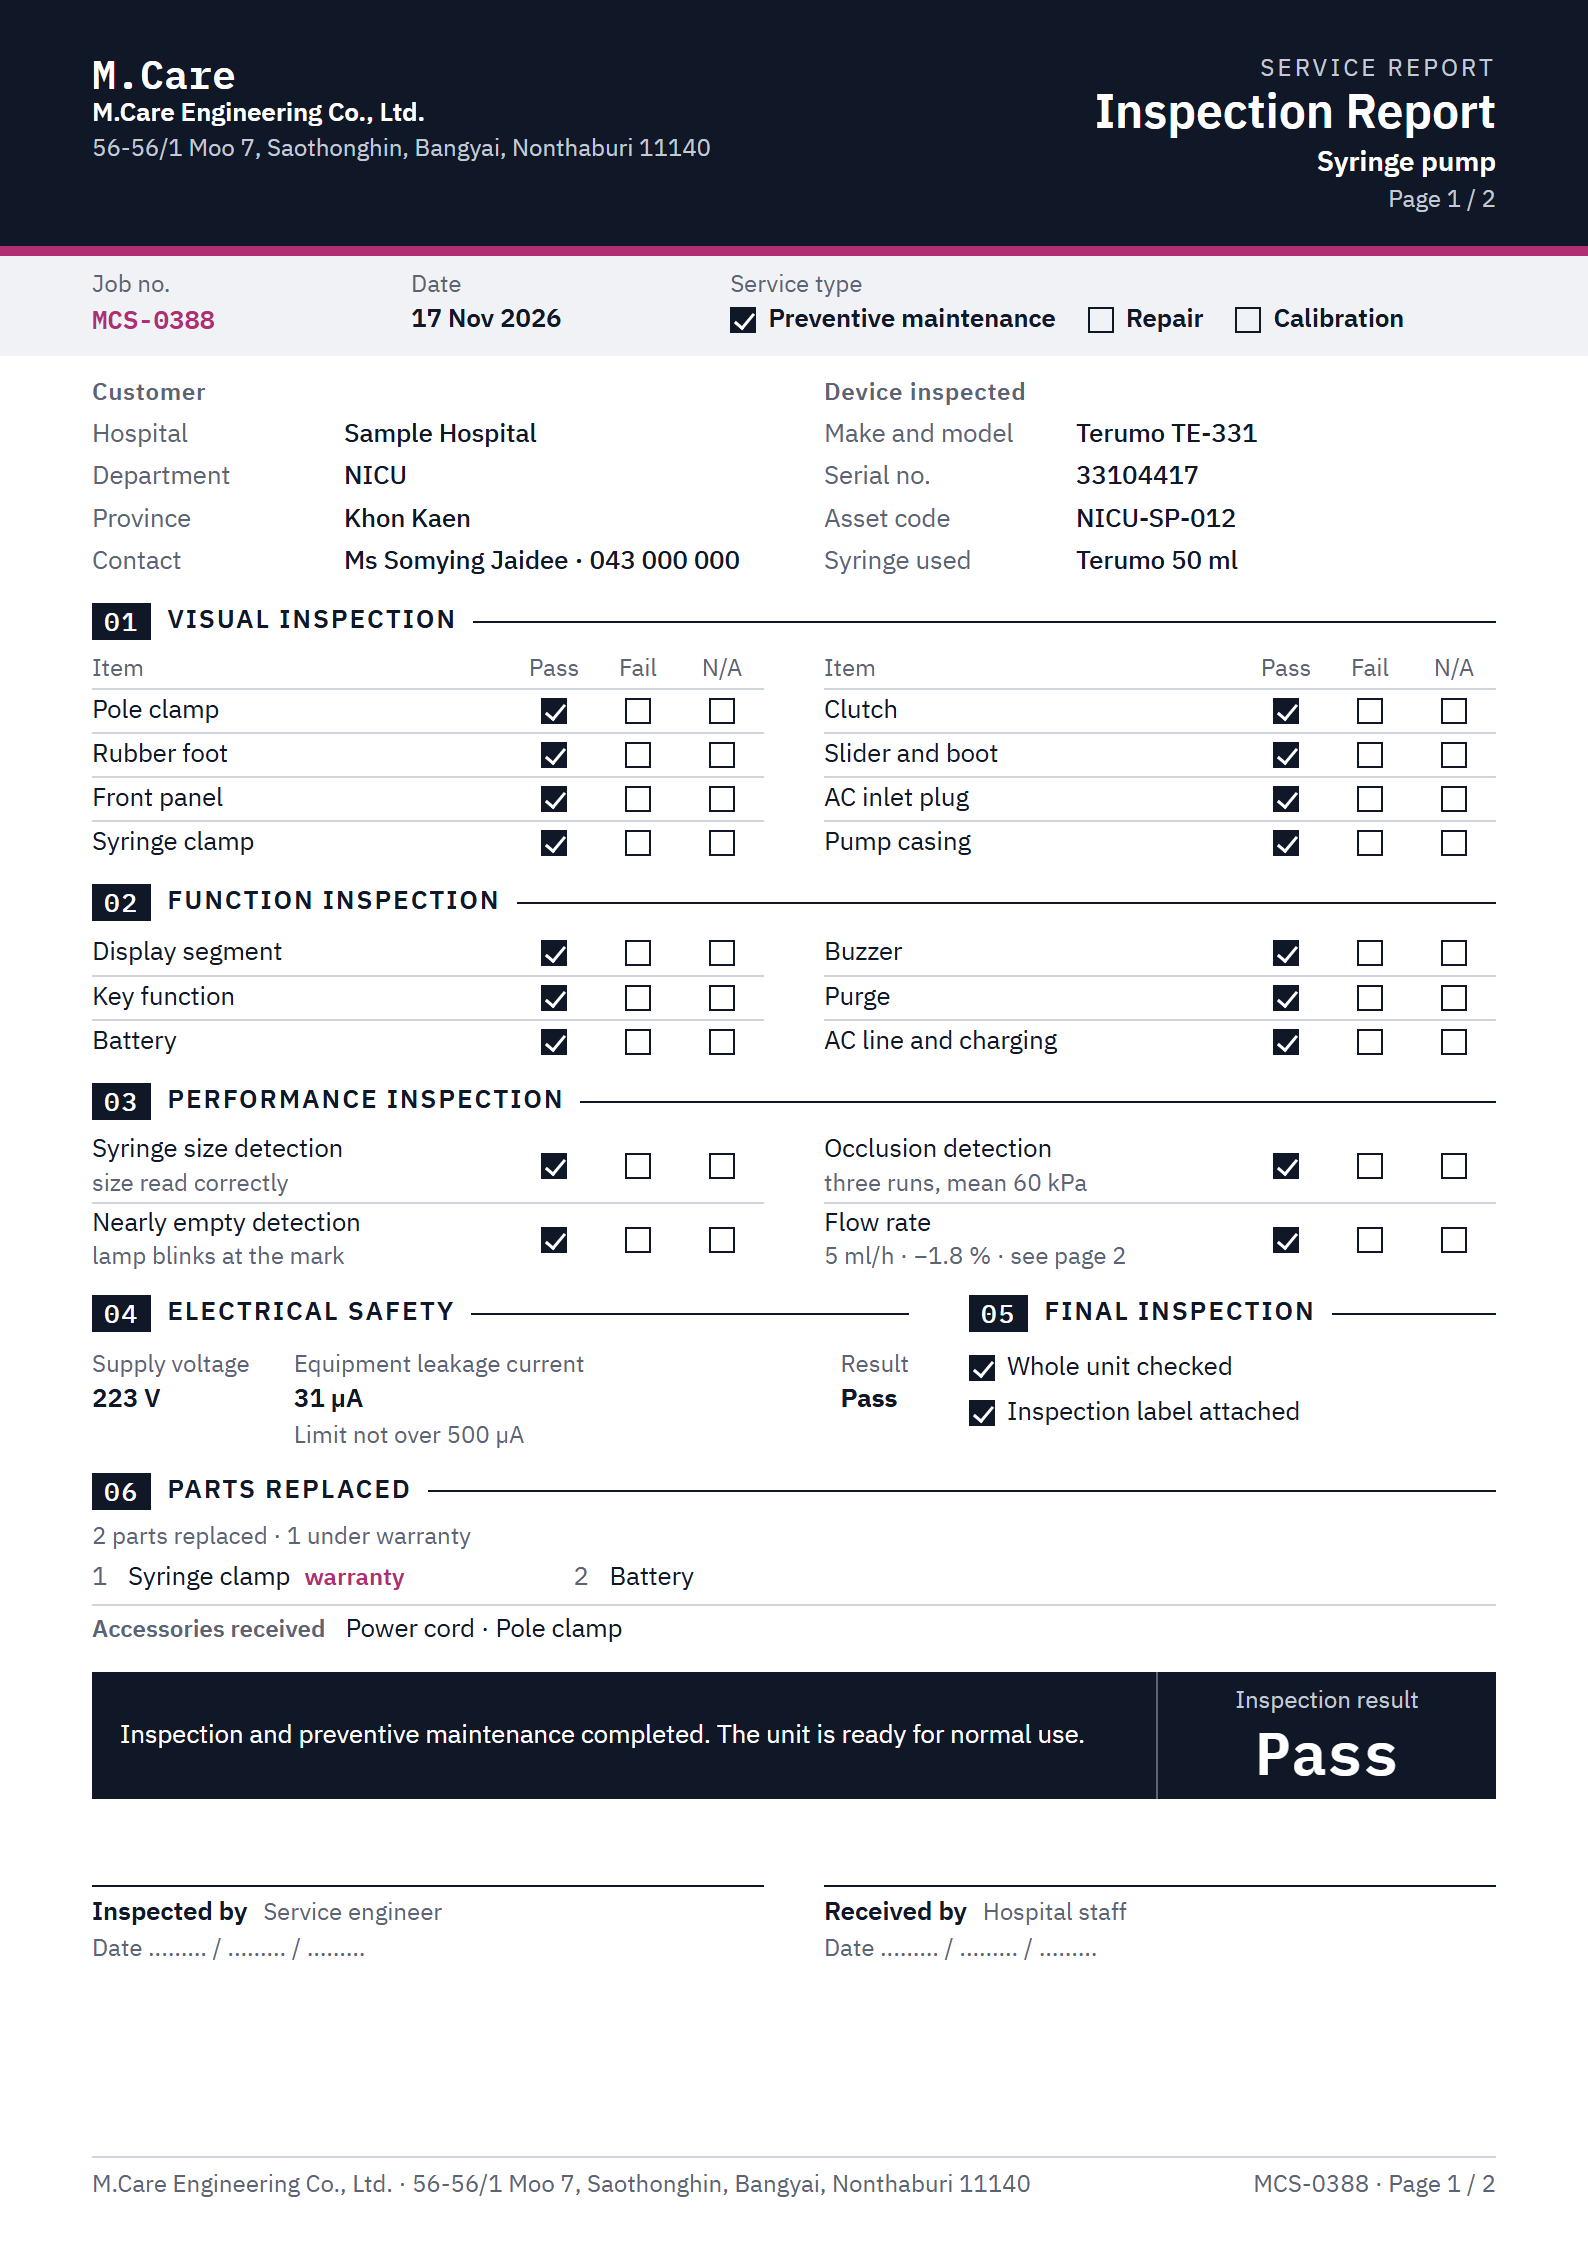 M.Care
M.Care Engineering Co., Ltd.
56-56/1 Moo 7, Saothonghin, Bangyai, Nonthaburi 11140
SERVICE REPORT
Inspection Report
Syringe pump
Page 1 / 2
Job no.
MCS-0388
Date
17 Nov 2026
Service type
Preventive maintenance Repair Calibration
Customer
Hospital Sample Hospital
Department NICU
Province Khon Kaen
Contact Ms Somying Jaidee · 043 000 000
Device inspected
Make and model Terumo TE-331
Serial no. 33104417
Asset code NICU-SP-012
Syringe used Terumo 50 ml
01 VISUAL INSPECTION
Item Pass Fail N/A
Pole clamp
Rubber foot
Front panel
Syringe clamp
Item Pass Fail N/A
Clutch
Slider and boot
AC inlet plug
Pump casing
02 FUNCTION INSPECTION
Display segment
Key function
Battery
Buzzer
Purge
AC line and charging
03 PERFORMANCE INSPECTION
Syringe size detection
size read correctly
Nearly empty detection
lamp blinks at the mark
Occlusion detection
three runs, mean 60 kPa
Flow rate
5 ml/h · −1.8 % · see page 2
04 ELECTRICAL SAFETY
Supply voltage
223 V
Equipment leakage current
31 µA
Limit not over 500 µA
Result
Pass
05 FINAL INSPECTION
Whole unit checked
Inspection label attached
06 PARTS REPLACED
2 parts replaced · 1 under warranty
1 Syringe clamp warranty 2 Battery
Accessories received Power cord · Pole clamp
Inspection and preventive maintenance completed. The unit is ready for normal use.
Inspection result
Pass
Inspected by Service engineer
Date ......... / ......... / .........
Received by Hospital staff
Date ......... / ......... / .........
M.Care Engineering Co., Ltd. · 56-56/1 Moo 7, Saothonghin, Bangyai, Nonthaburi 11140
MCS-0388 · Page 1 / 2